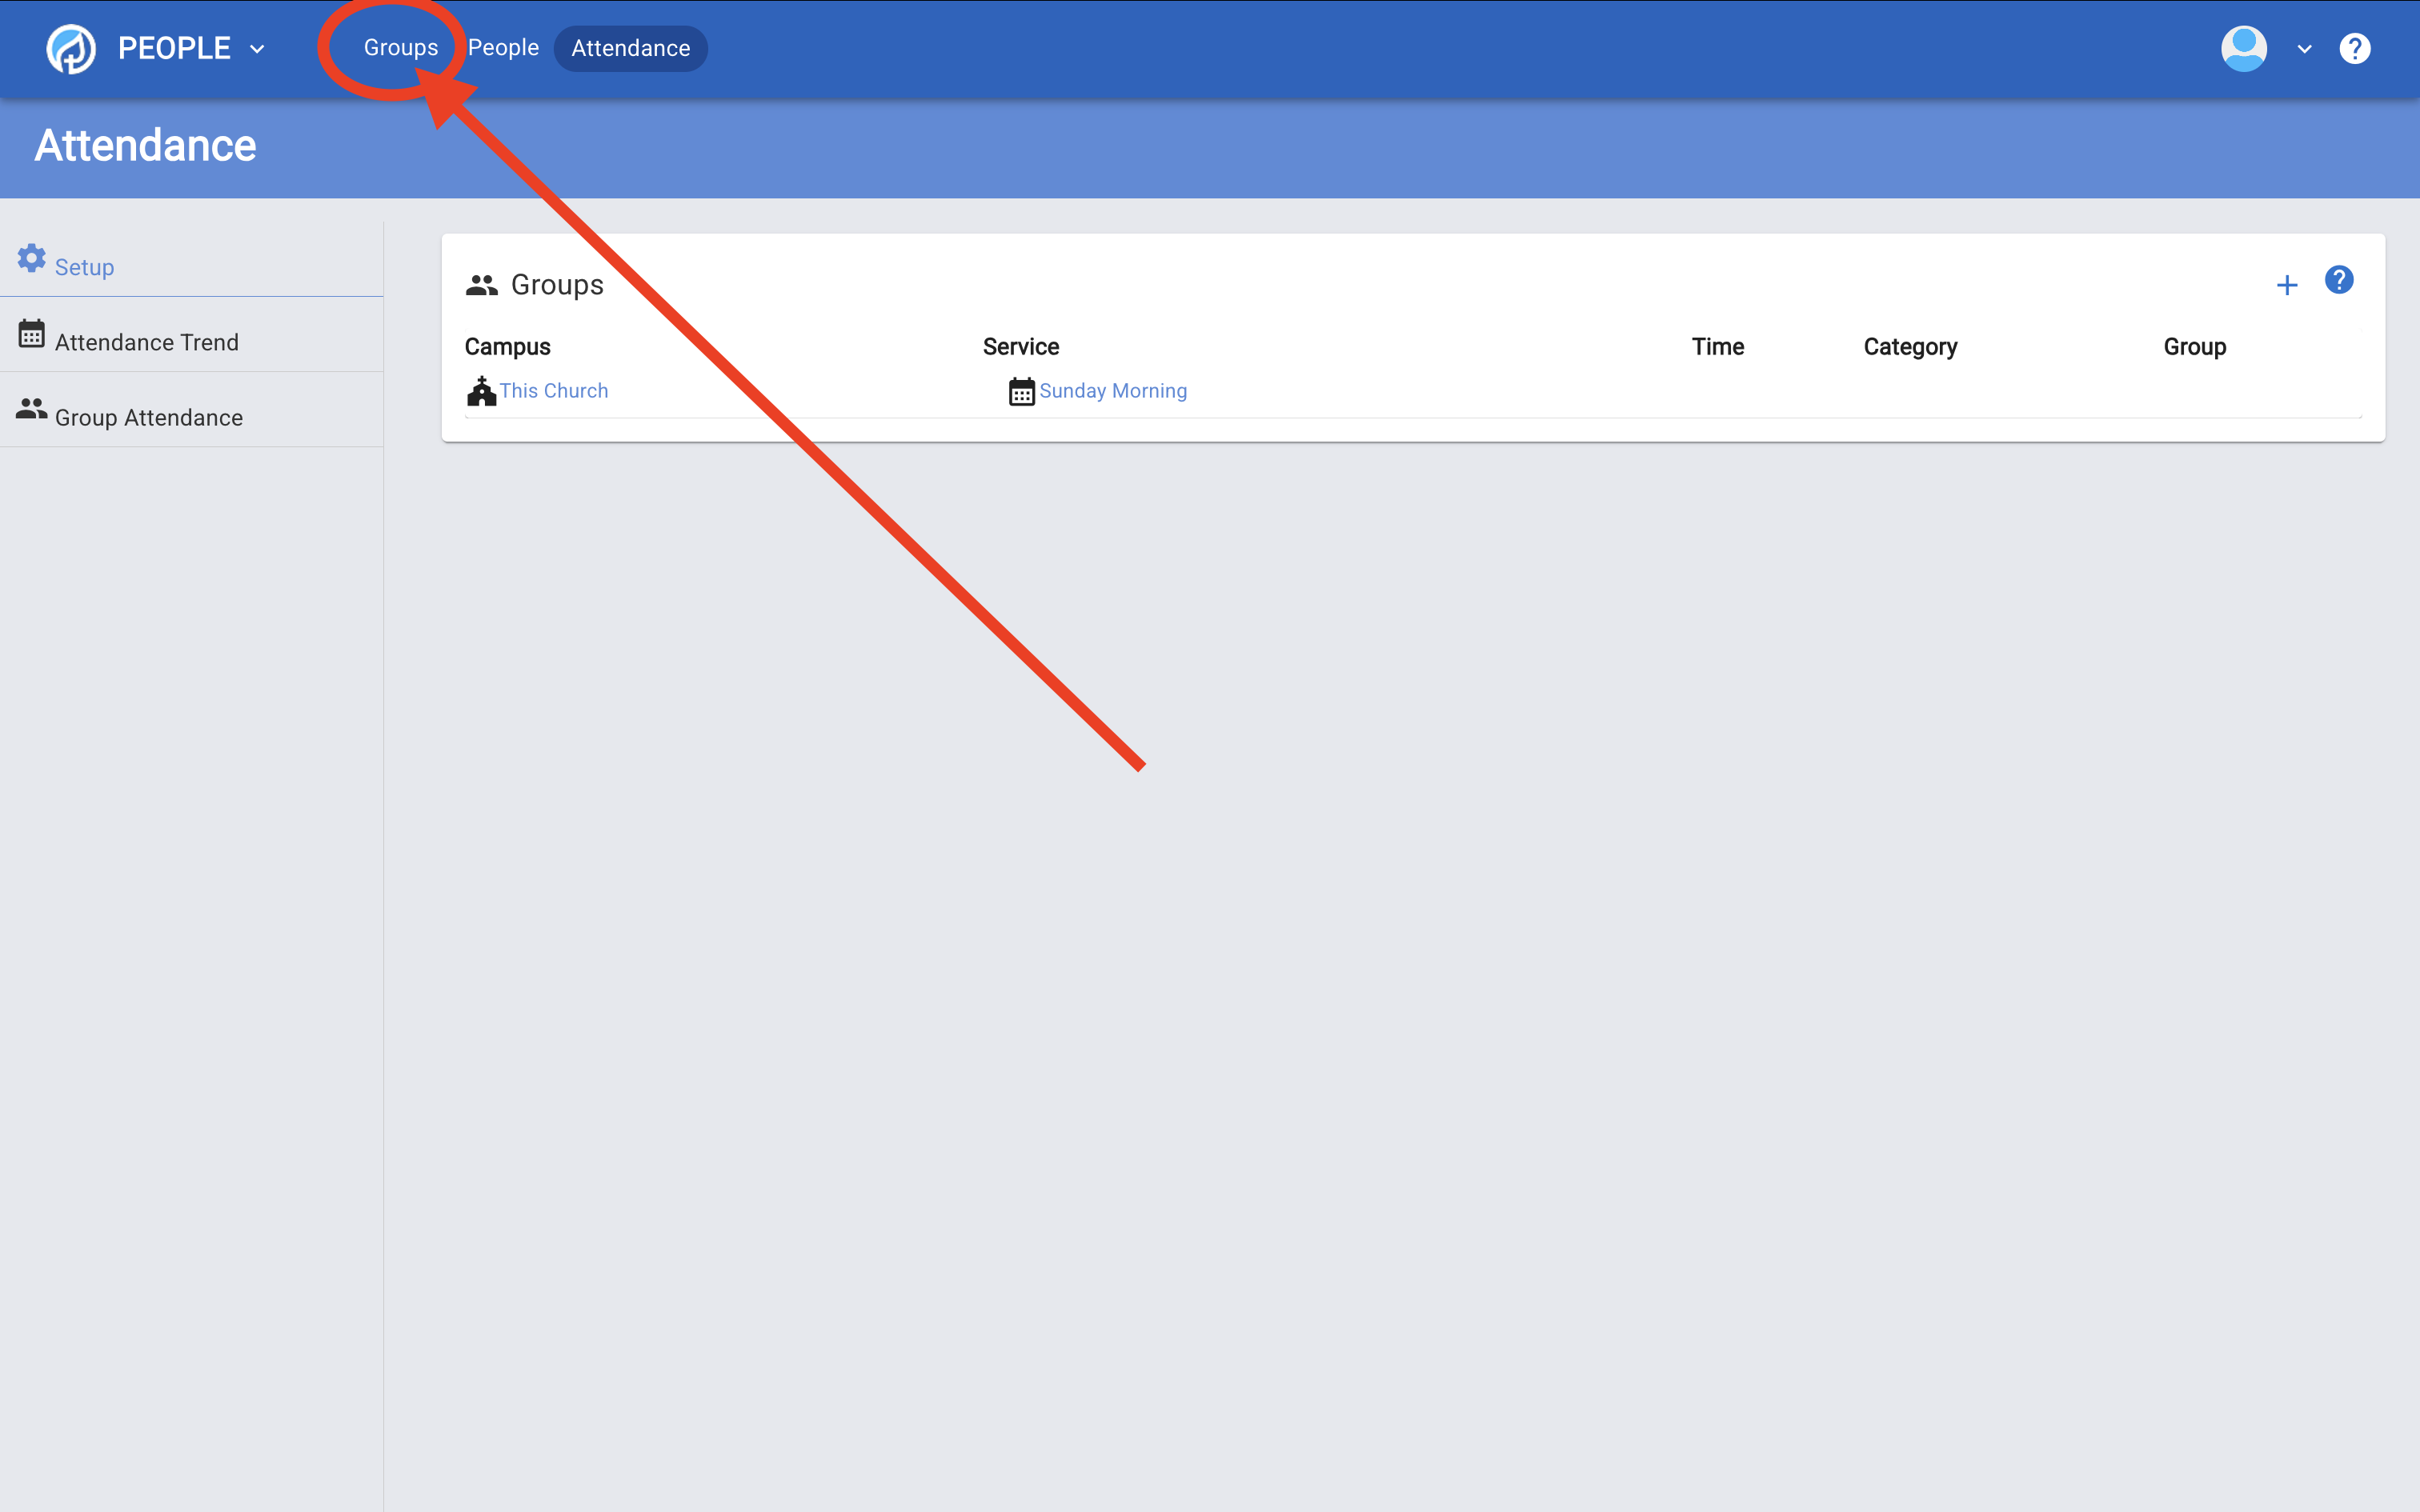 PEOPLE Groups People Attendance
Attendance
Setup
Attendance Trend
Group Attendance
Groups
Campus Service Time Category Group
This Church Sunday Morning